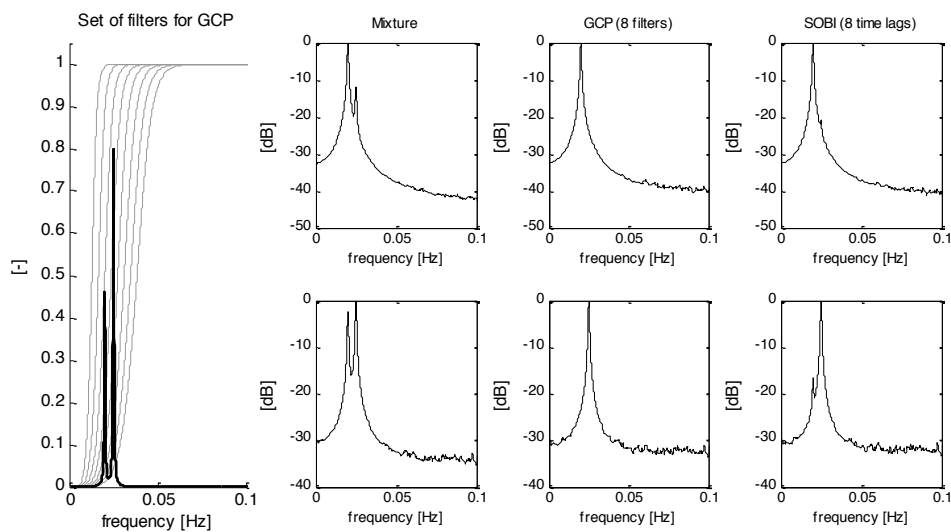 Set of filters for GCP
1
0.9
0.8
0.7
0.6
0.5
0.4
0.3
0.2
0.1
0
[-]
0 0.05 0.1
frequency [Hz]
Mixture
0
-10
-20
-30
-40
-50
[dB]
0 0.05 0.1
frequency [Hz]
GCP (8 filters)
0
-10
-20
-30
-40
-50
[dB]
0 0.05 0.1
frequency [Hz]
SOBI (8 time lags)
0
-10
-20
-30
-40
-50
[dB]
0 0.05 0.1
frequency [Hz]
0
-10
-20
-30
-40
[dB]
0 0.05 0.1
frequency [Hz]
0
-10
-20
-30
-40
[dB]
0 0.05 0.1
frequency [Hz]
0
-10
-20
-30
-40
[dB]
0 0.05 0.1
frequency [Hz]